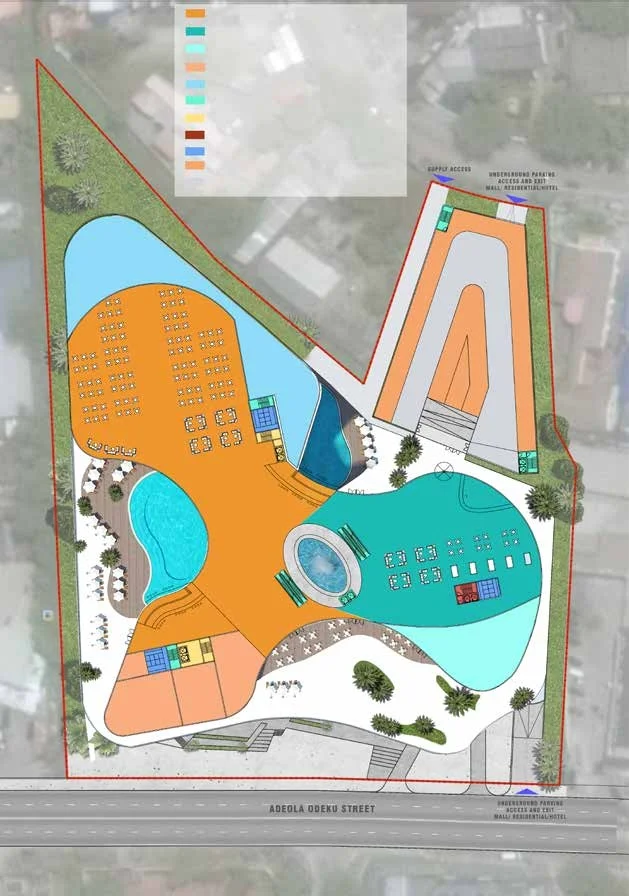 SUPPLY ACCESS
UNDERGROUND PARKING
ACCESS AND EXIT
MALL/ RESIDENTIAL/HOTEL
ADEOLA ODEKU STREET
UNDERGROUND PARKING
ACCESS AND EXIT
MALL/ RESIDENTIAL/HOTEL